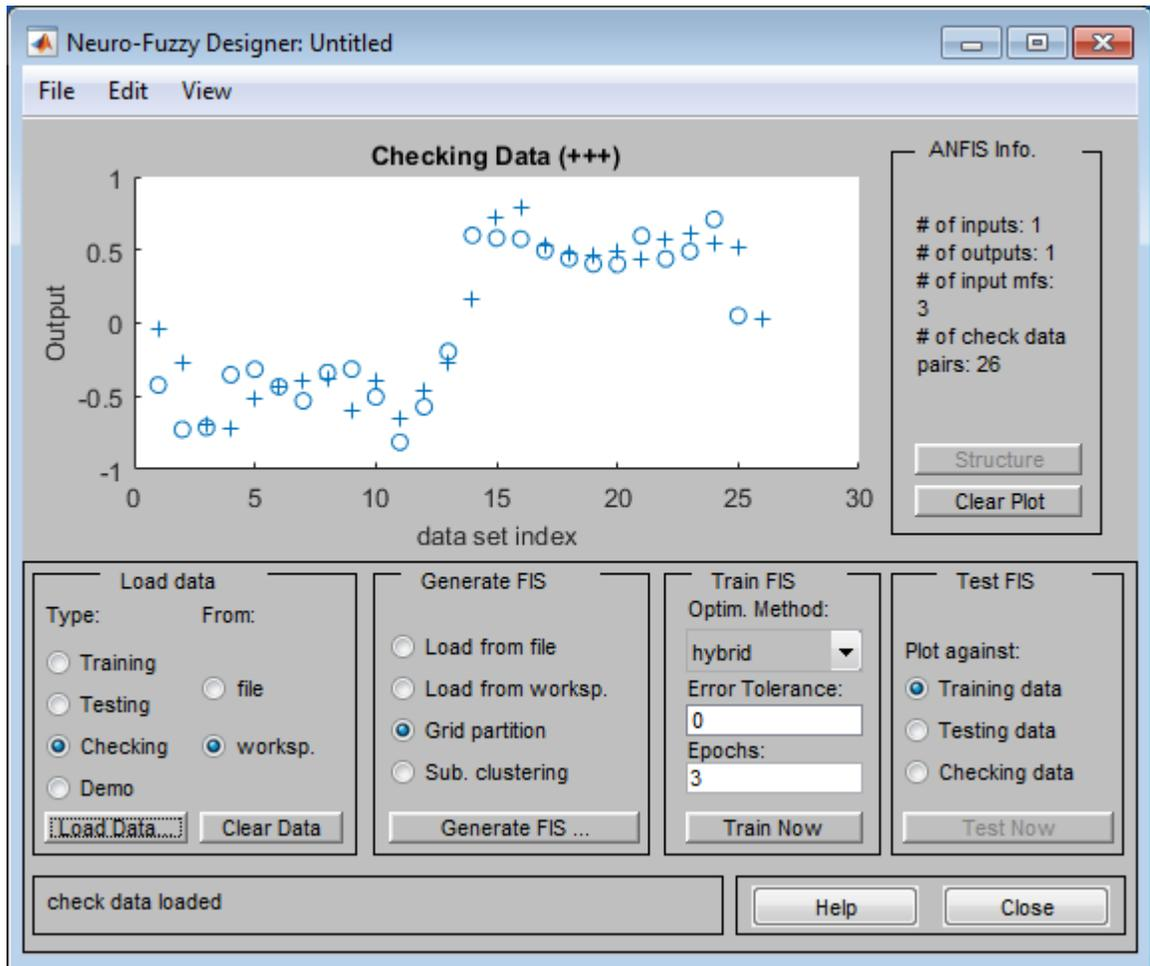 Neuro-Fuzzy Designer: Untitled
File Edit View
Checking Data (+++)
1
0.5
0
-0.5
-1
Output
0 5 10 15 20 25 30
data set index
ANFIS Info.
# of inputs: 1
# of outputs: 1
# of input mfs:
3
# of check data
pairs: 26
Structure
Clear Plot
Load data
Type: From:
Training
file
Testing
Checking
worksp.
Demo
Load Data... Clear Data
Generate FIS
Load from file
Load from worksp.
Grid partition
Sub. clustering
Generate FIS ...
Train FIS
Optim. Method:
hybrid
Error Tolerance:
0
Epochs:
3
Train Now
Test FIS
Plot against:
Training data
Testing data
Checking data
Test Now
check data loaded
Help Close